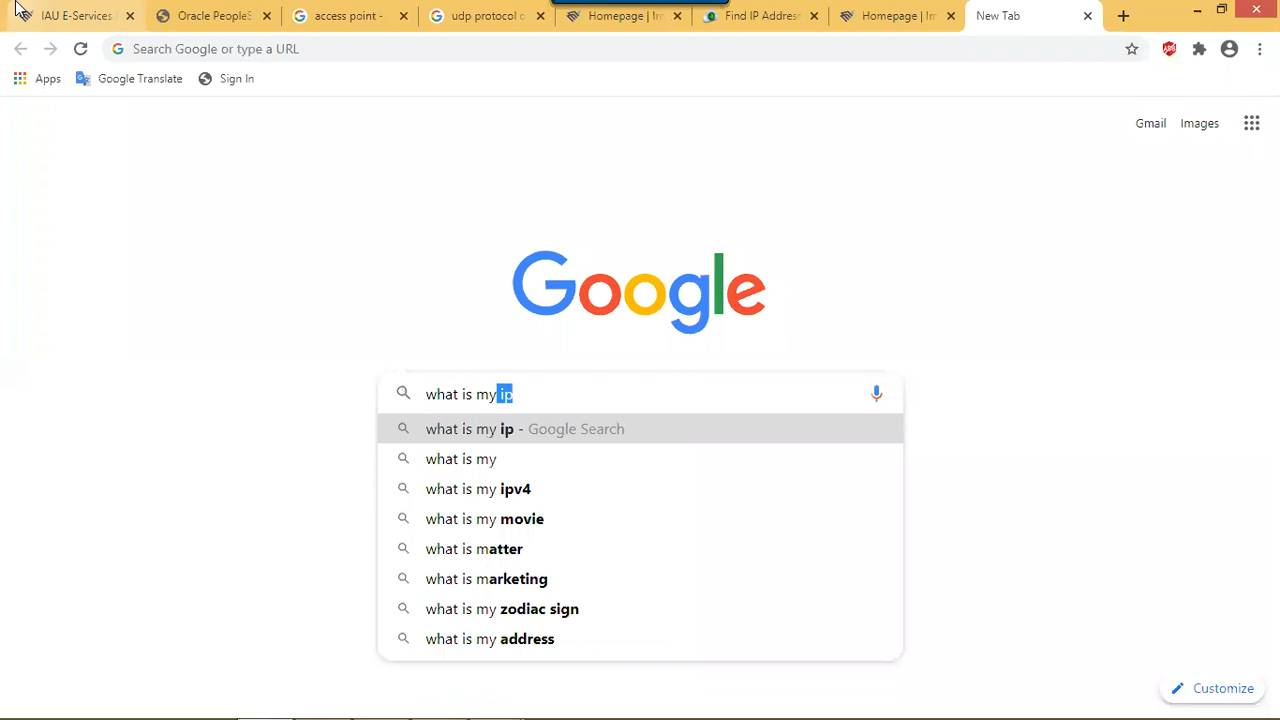 IAU E-Services
Oracle PeopleS
access point -
udp protocol o
Homepage | Im
Find IP Address
Homepage | Im
New Tab
Search Google or type a URL
Apps
Google Translate
Sign In
Gmail
Images
Google
what is my ip
what is my ip - Google Search
what is my
what is my ipv4
what is my movie
what is matter
what is marketing
what is my zodiac sign
what is my address
Customize